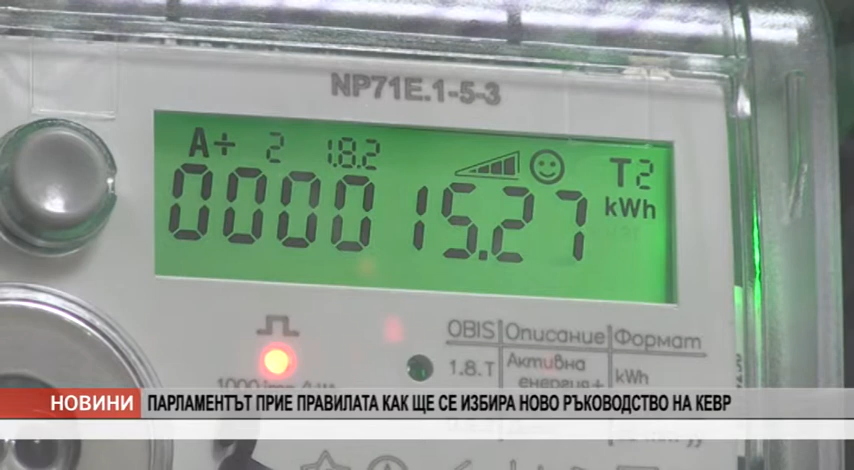 NP71E.1-5-3
A+ 2 1.8.2 T2
000015.27 kWh
OBIS Описание Формат
1.8.T Активна енергия+ kWh
НОВИНИ ПАРЛАМЕНТЪТ ПРИЕ ПРАВИЛАТА КАК ЩЕ СЕ ИЗБИРА НОВО РЪКОВОДСТВО НА КЕВР